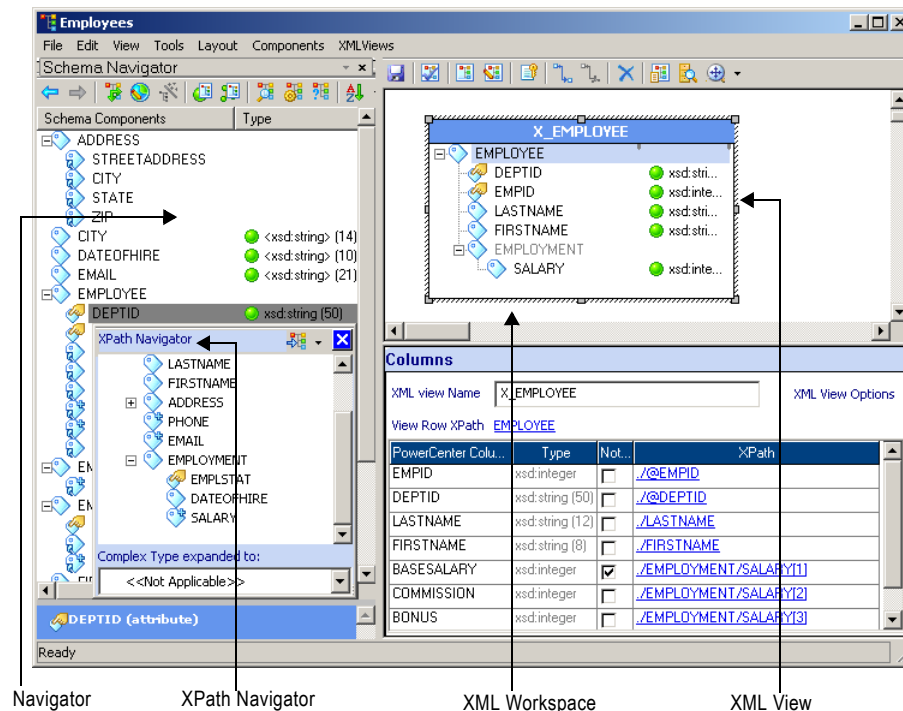 Employees
File Edit View Tools Layout Components XMLViews
Schema Navigator
Schema Components Type
ADDRESS
STREETADDRESS
CITY
STATE
ZIP
CITY <xsd:string> (14)
DATEOFHIRE <xsd:string> (10)
EMAIL <xsd:string> (21)
EMPLOYEE
DEPTID xsd:string (50)
XPath Navigator
LASTNAME
FIRSTNAME
ADDRESS
PHONE
EMAIL
EMPLOYMENT
EMPLSTAT
DATEOFHIRE
SALARY
Complex Type expanded to:
<<Not Applicable>>
DEPTID (attribute)
Ready
X_EMPLOYEE
EMPLOYEE
DEPTID xsd:stri...
EMPID xsd:inte...
LASTNAME xsd:stri...
FIRSTNAME xsd:stri...
EMPLOYMENT
SALARY xsd:inte...
Columns
XML view Name X_EMPLOYEE XML View Options
View Row XPath EMPLOYEE
PowerCenter Colu... Type Not... XPath
EMPID xsd:integer ./@EMPID
DEPTID xsd:string (50) ./@DEPTID
LASTNAME xsd:string (12) ./LASTNAME
FIRSTNAME xsd:string (8) ./FIRSTNAME
BASESALARY xsd:integer ./EMPLOYMENT/SALARY[1]
COMMISSION xsd:integer ./EMPLOYMENT/SALARY[2]
BONUS xsd:integer ./EMPLOYMENT/SALARY[3]
Navigator XPath Navigator XML Workspace XML View